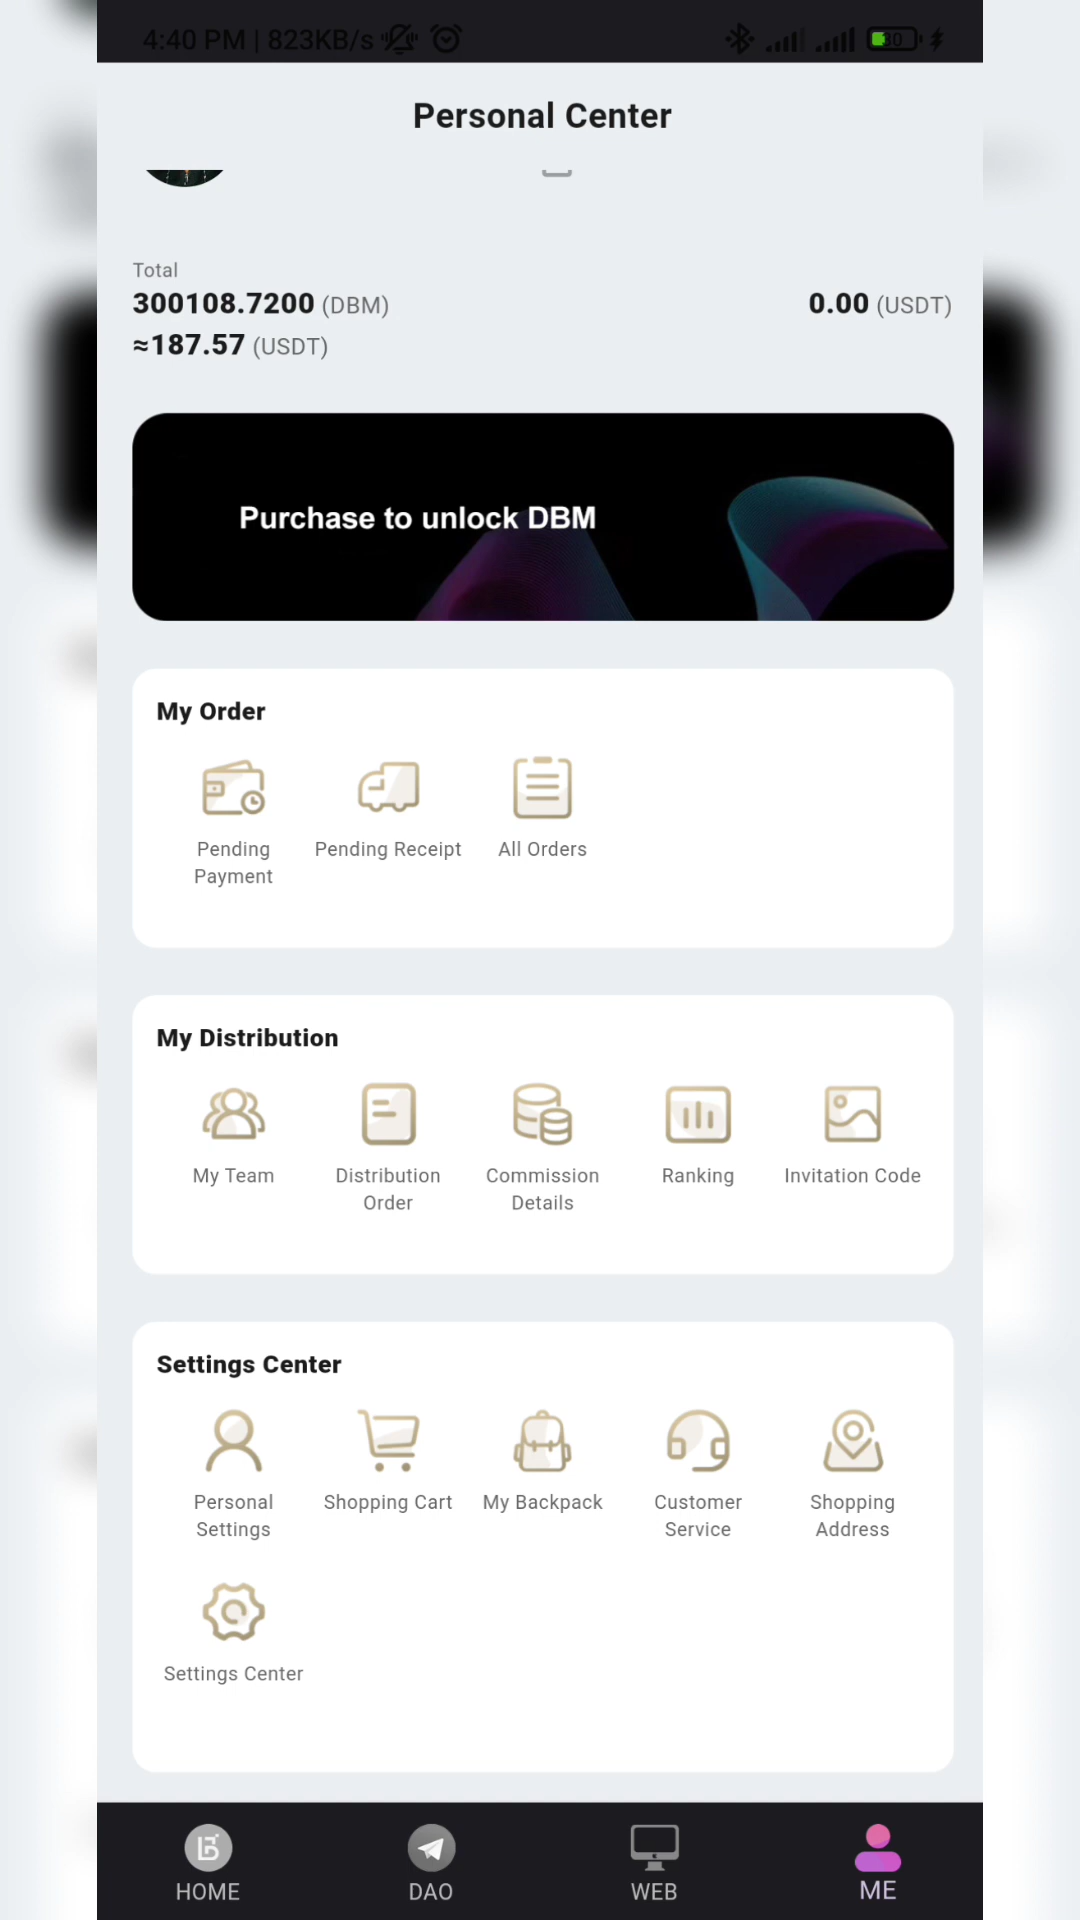 4:40 PM | 823KB/s
30
Personal Center
Total
300108.7200 (DBM)
0.00 (USDT)
≈187.57 (USDT)
Purchase to unlock DBM
My Order
Pending Payment
Pending Receipt
All Orders
My Distribution
My Team
Distribution Order
Commission Details
Ranking
Invitation Code
Settings Center
Personal Settings
Shopping Cart
My Backpack
Customer Service
Shopping Address
Settings Center
HOME
DAO
WEB
ME